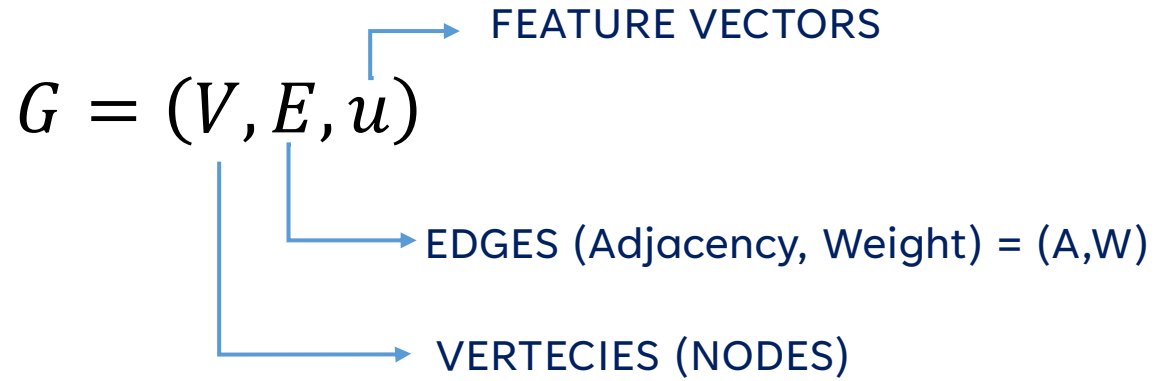 FEATURE VECTORS
G = (V, E, u)
EDGES (Adjacency, Weight) = (A,W)
VERTECIES (NODES)